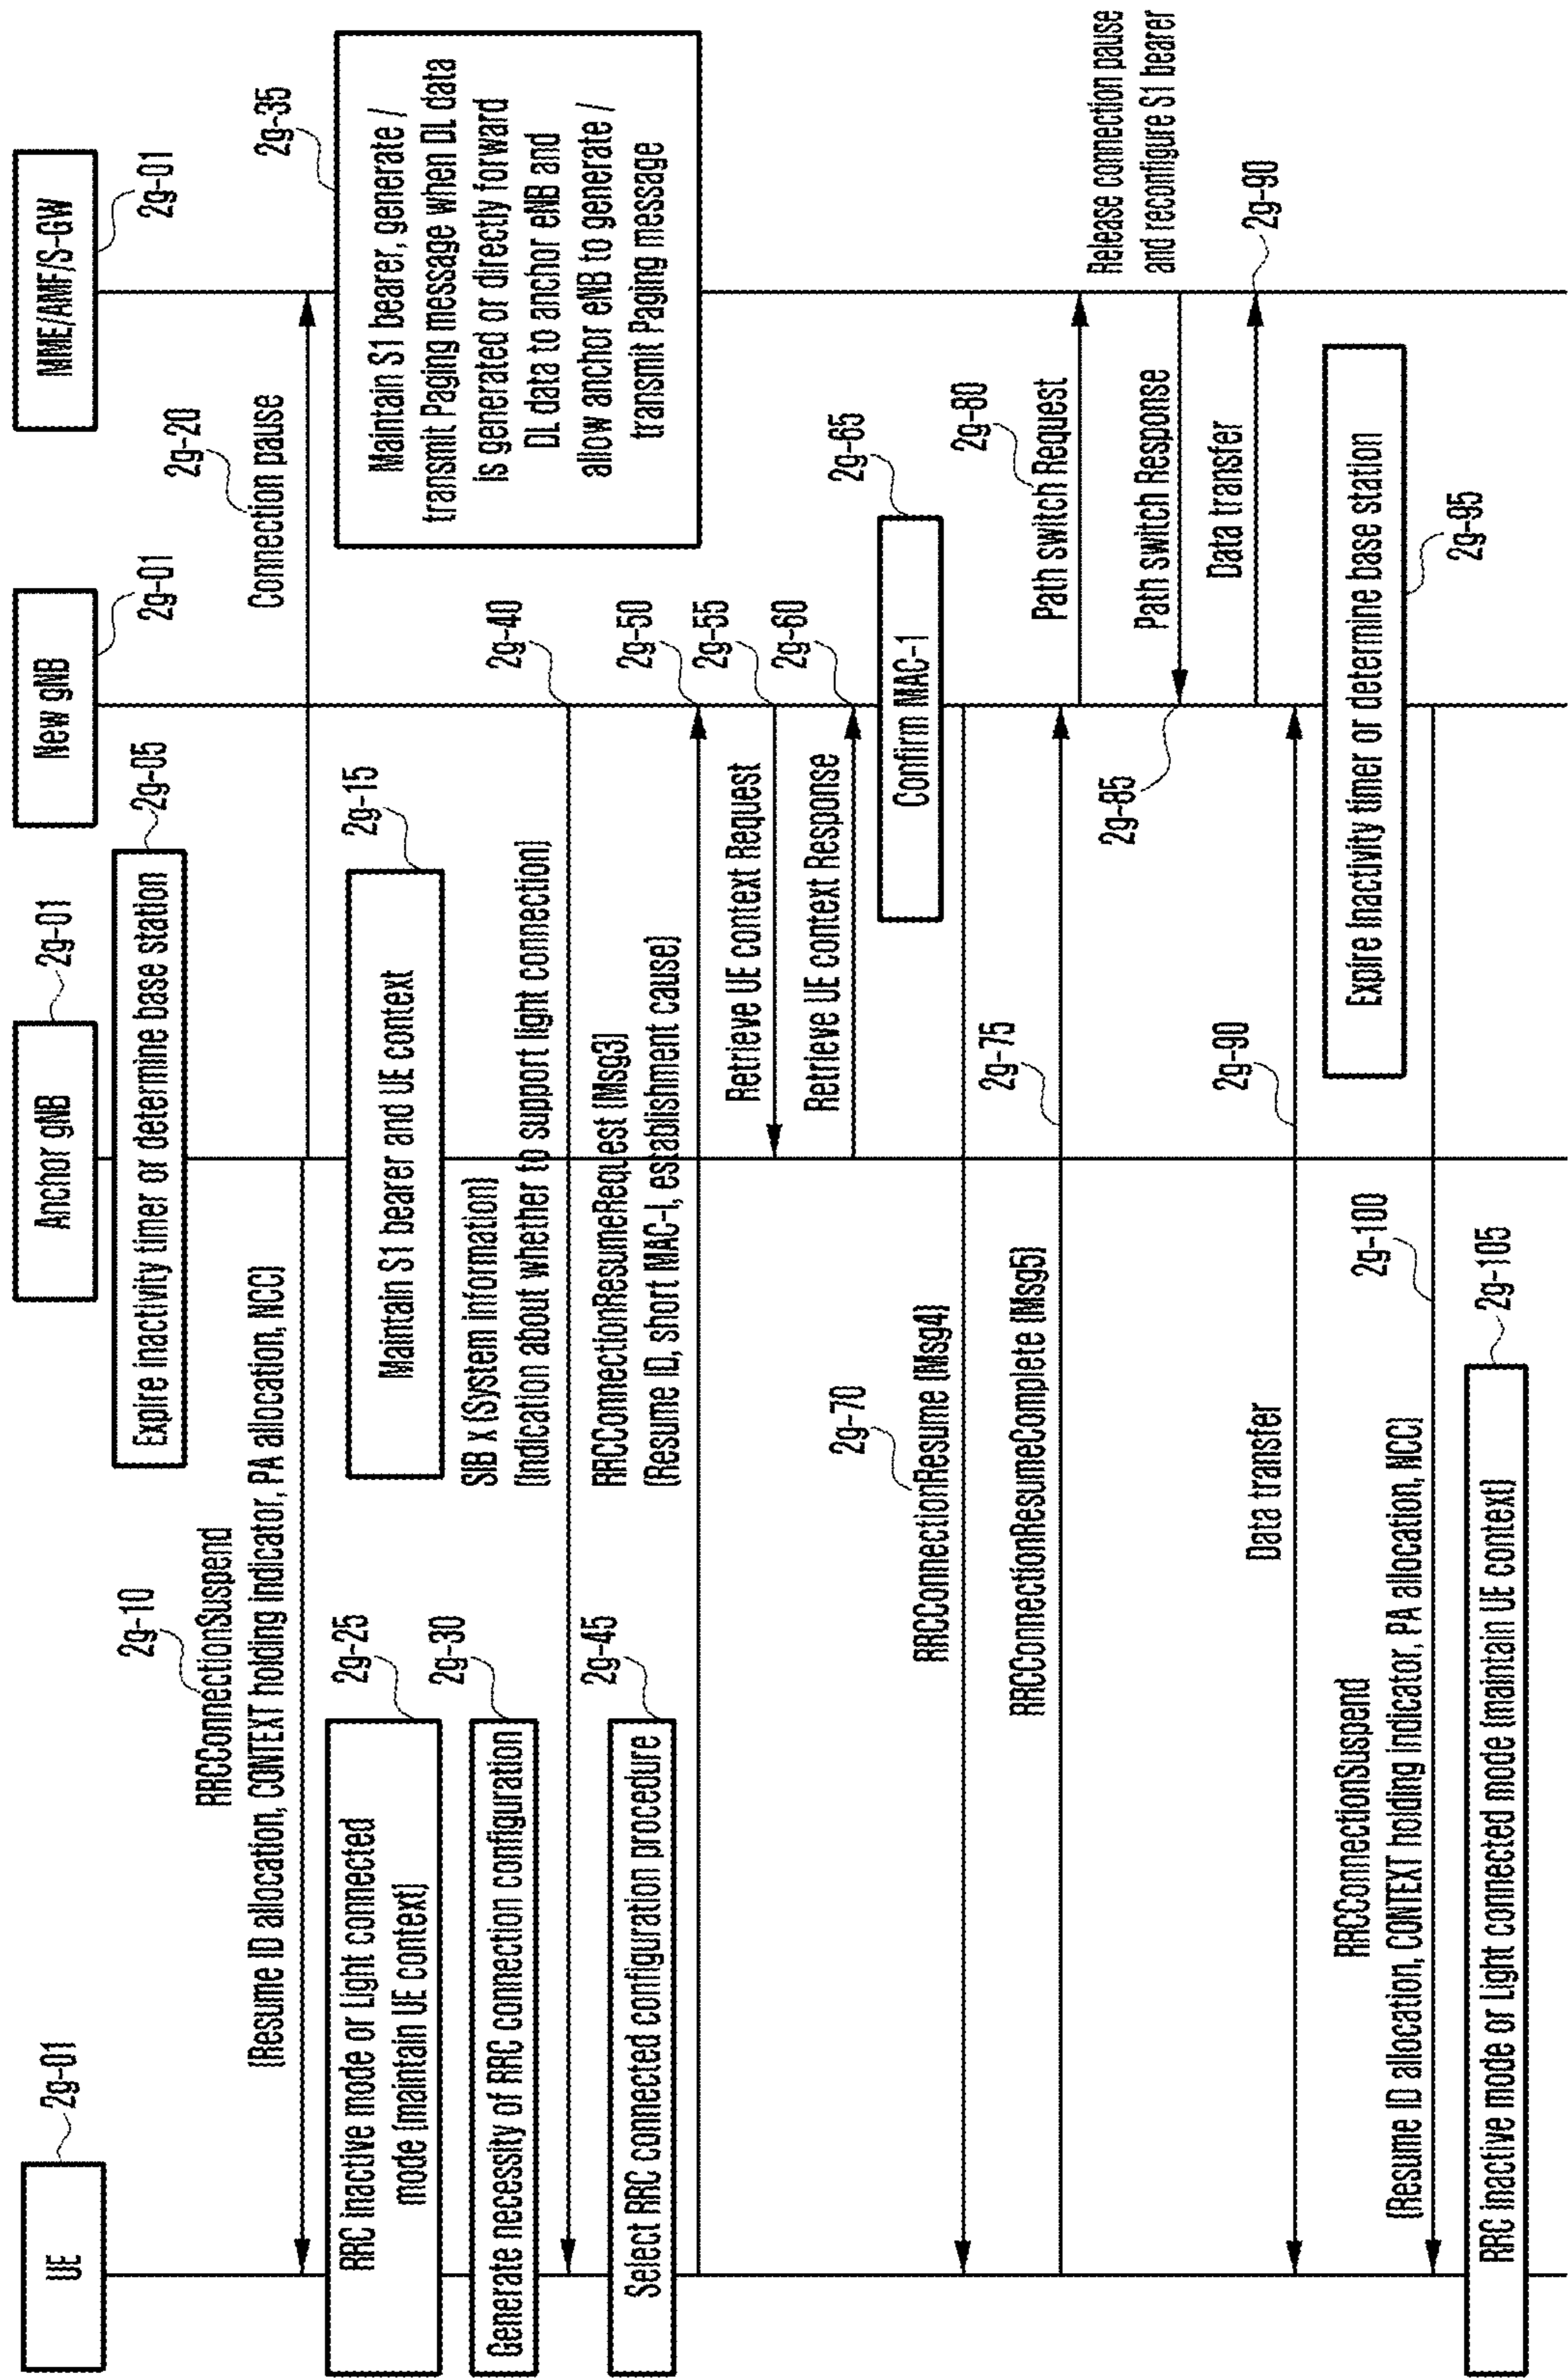 UE
2g-01
Anchor gNB
2g-01
New gNB
2g-01
MME/AMF/S-GW
2g-01
Expire inactivity timer or determine base station
2g-05
2g-10
RRCConnectionSuspend
(Resume ID allocation, CONTEXT holding indicator, PA allocation, NCC)
2g-20
Connection pause
RRC inactive mode or Light connected
mode (maintain UE context)
2g-25
Maintain S1 bearer and UE context
2g-15
Maintain S1 bearer, generate /
transmit Paging message when DL data
is generated or directly forward
DL data to anchor eNB and
allow anchor eNB to generate /
transmit Paging message
2g-35
Generate necessity of RRC connection configuration
2g-30
SIB x (System information)
(Indication about whether to support light connection)
2g-40
Select RRC connected configuration procedure
2g-45
RRCConnectionResumeRequest (Msg3)
(Resume ID, short MAC-I, establishment cause)
2g-50
Retrieve UE context Request
2g-55
Retrieve UE context Response
2g-60
Confirm MAC-1
2g-65
2g-70
RRCConnectionResume (Msg4)
RRCConnectionResumeComplete (Msg5)
2g-75
2g-80
Path switch Request
Release connection pause
and reconfigure S1 bearer
Path switch Response
2g-85
Data transfer
2g-90
Data transfer
2g-90
Expire Inactivity timer or determine base station
2g-95
RRCConnectionSuspend
(Resume ID allocation, CONTEXT holding indicator, PA allocation, NCC)
2g-100
RRC inactive mode or Light connected mode (maintain UE context)
2g-105